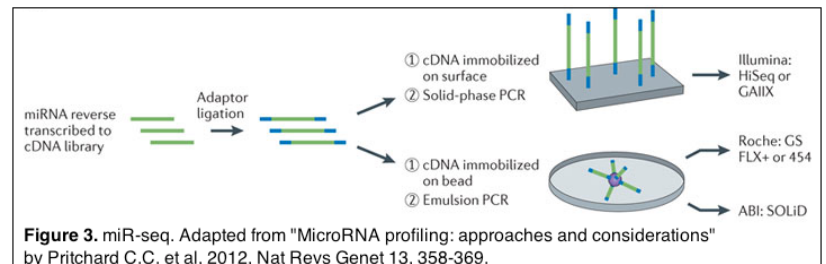 miRNA reverse
transcribed to
cDNA library
Adaptor
ligation
① cDNA immobilized
on surface
② Solid-phase PCR
Illumina:
HiSeq or
GAIIX
① cDNA immobilized
on bead
② Emulsion PCR
Roche: GS
FLX+ or 454
ABI: SOLiD
Figure 3. miR-seq. Adapted from "MicroRNA profiling: approaches and considerations"
by Pritchard C.C. et al. 2012. Nat Revs Genet 13. 358-369.